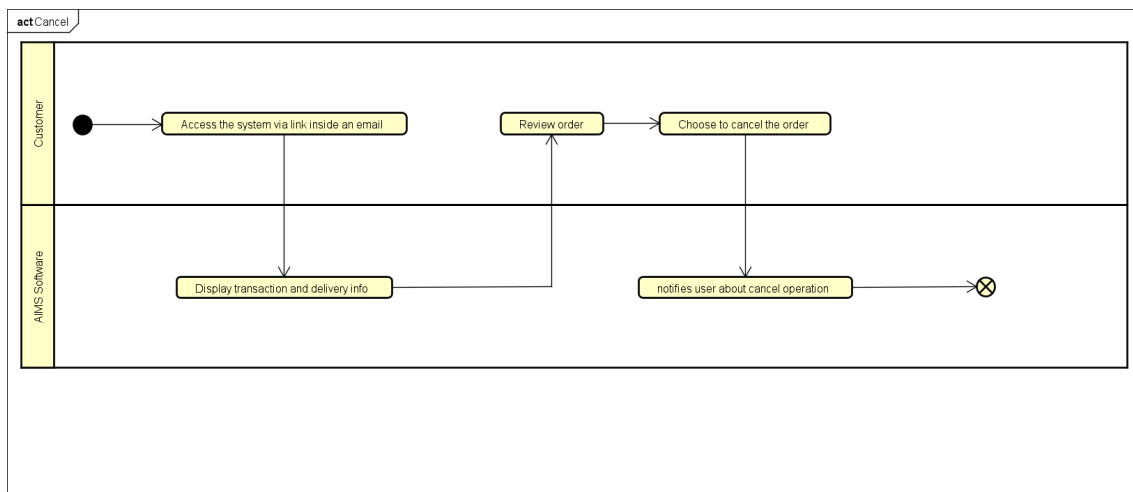 act Cancel
Customer
Access the system via link inside an email
Review order
Choose to cancel the order
AIMS Software
Display transaction and delivery info
notifies user about cancel operation